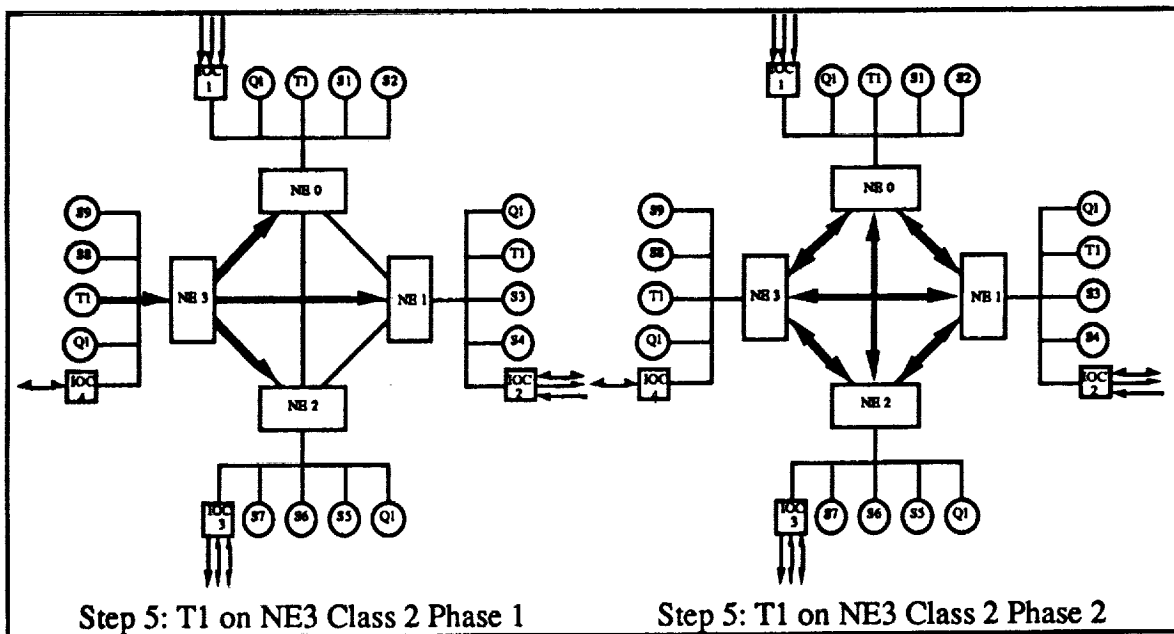 IOC 1
Q1 T1 S1 S2
NE 0
S9
S8
T1
Q1
IOC 4
NE 3
NE 1
Q1
T1
S3
S4
IOC 2
NE 2
IOC 3
S7 S6 S5 Q1
Step 5: T1 on NE3 Class 2 Phase 1
IOC 1
Q1 T1 S1 S2
NE 0
S9
S8
T1
Q1
IOC 4
NE 3
NE 1
Q1
T1
S3
S4
IOC 2
NE 2
IOC 3
S7 S6 S5 Q1
Step 5: T1 on NE3 Class 2 Phase 2